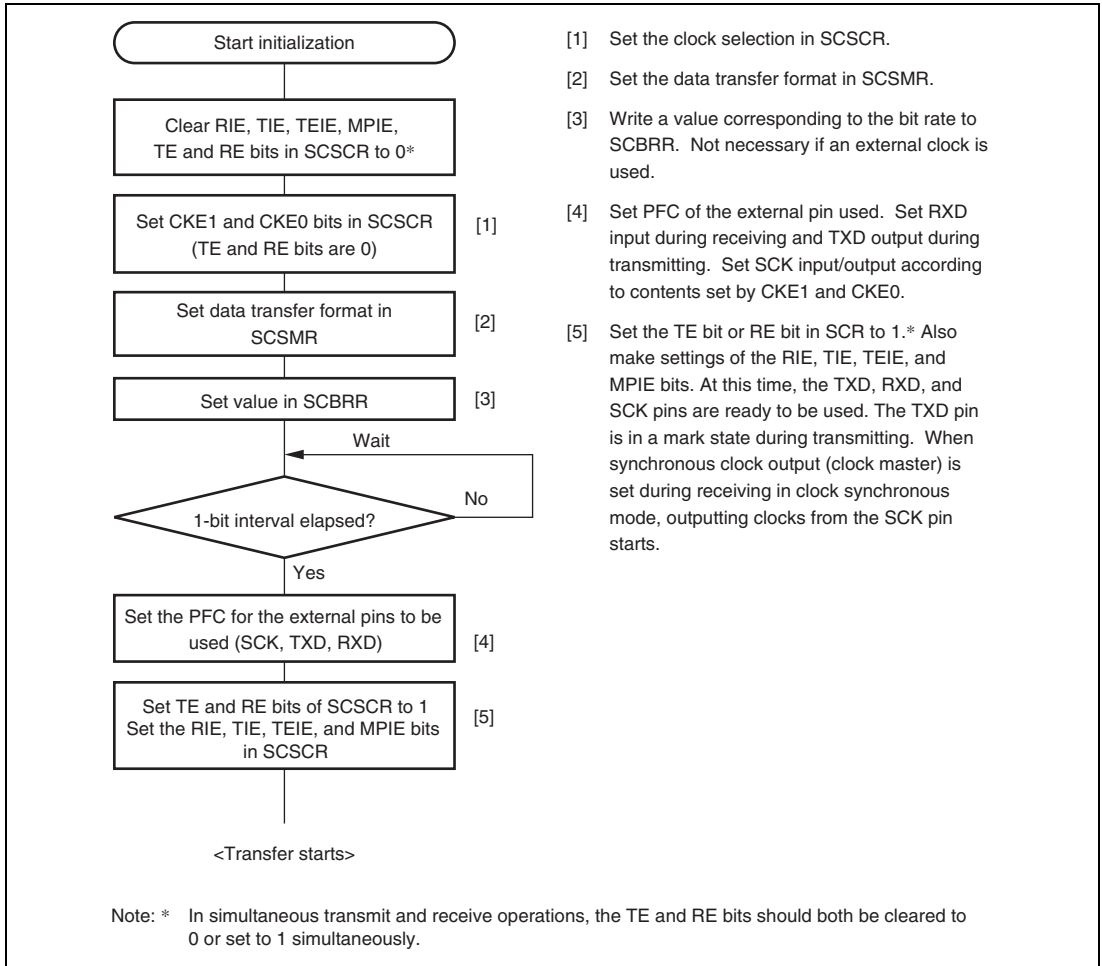 Start initialization
Clear RIE, TIE, TEIE, MPIE,
TE and RE bits in SCSCR to 0*
Set CKE1 and CKE0 bits in SCSCR
(TE and RE bits are 0)
[1]
Set data transfer format in
SCSMR
[2]
Set value in SCBRR
[3]
Wait
No
1-bit interval elapsed?
Yes
Set the PFC for the external pins to be
used (SCK, TXD, RXD)
[4]
Set TE and RE bits of SCSCR to 1
Set the RIE, TIE, TEIE, and MPIE bits
in SCSCR
[5]
<Transfer starts>
[1] Set the clock selection in SCSCR.
[2] Set the data transfer format in SCSMR.
[3] Write a value corresponding to the bit rate to
SCBRR. Not necessary if an external clock is
used.
[4] Set PFC of the external pin used. Set RXD
input during receiving and TXD output during
transmitting. Set SCK input/output according
to contents set by CKE1 and CKE0.
[5] Set the TE bit or RE bit in SCR to 1.* Also
make settings of the RIE, TIE, TEIE, and
MPIE bits. At this time, the TXD, RXD, and
SCK pins are ready to be used. The TXD pin
is in a mark state during transmitting. When
synchronous clock output (clock master) is
set during receiving in clock synchronous
mode, outputting clocks from the SCK pin
starts.
Note: * In simultaneous transmit and receive operations, the TE and RE bits should both be cleared to
0 or set to 1 simultaneously.